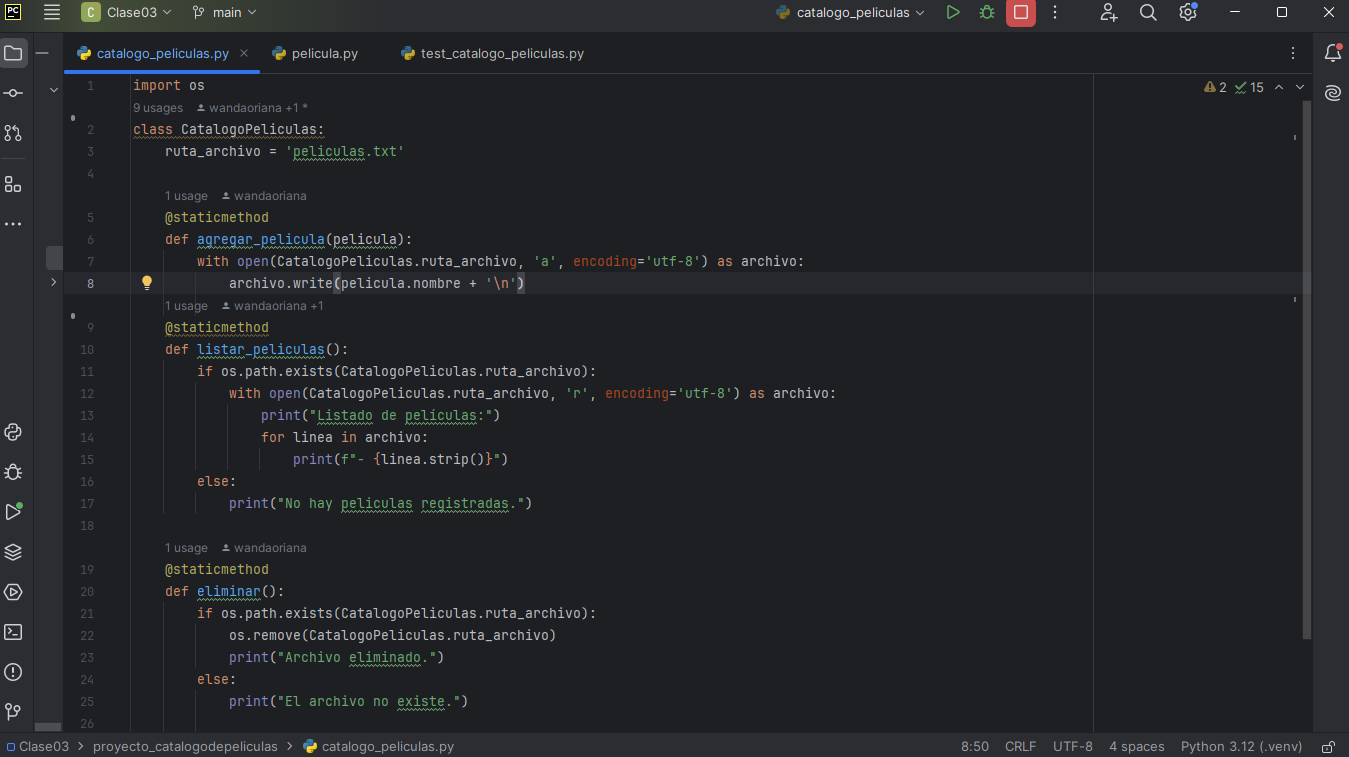 PC C Clase03 main catalogo_peliculas
catalogo_peliculas.py pelicula.py test_catalogo_peliculas.py
1 import os 2 15
9 usages wandaoriana +1 *
2 class CatalogoPeliculas:
3 ruta_archivo = 'peliculas.txt'
4
1 usage wandaoriana
5 @staticmethod
6 def agregar_pelicula(pelicula):
7 with open(CatalogoPeliculas.ruta_archivo, 'a', encoding='utf-8') as archivo:
8 archivo.write(pelicula.nombre + '\n')
1 usage wandaoriana +1
9 @staticmethod
10 def listar_peliculas():
11 if os.path.exists(CatalogoPeliculas.ruta_archivo):
12 with open(CatalogoPeliculas.ruta_archivo, 'r', encoding='utf-8') as archivo:
13 print("Listado de peliculas:")
14 for linea in archivo:
15 print(f"- {linea.strip()}")
16 else:
17 print("No hay peliculas registradas.")
18
1 usage wandaoriana
19 @staticmethod
20 def eliminar():
21 if os.path.exists(CatalogoPeliculas.ruta_archivo):
22 os.remove(CatalogoPeliculas.ruta_archivo)
23 print("Archivo eliminado.")
24 else:
25 print("El archivo no existe.")
26
Clase03 > proyecto_catalogodepeliculas > catalogo_peliculas.py 8:50 CRLF UTF-8 4 spaces Python 3.12 (.venv)